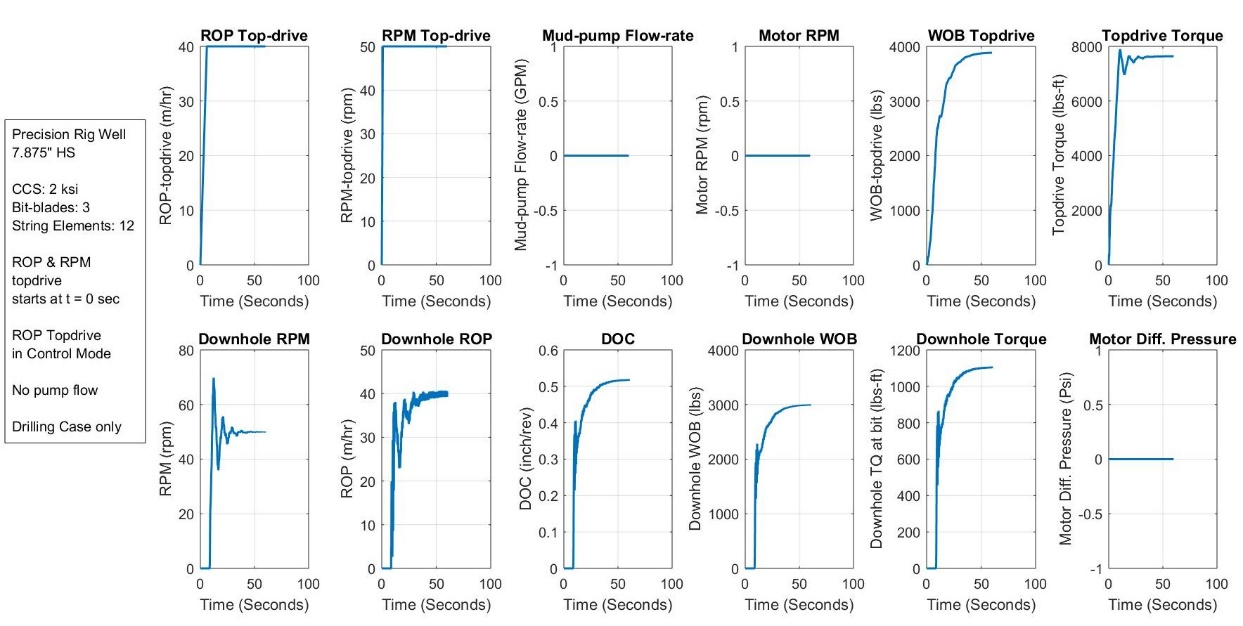 Precision Rig Well
7.875" HS
CCS: 2 ksi
Bit-blades: 3
String Elements: 12
ROP & RPM
topdrive
starts at t = 0 sec
ROP Topdrive
in Control Mode
No pump flow
Drilling Case only
ROP Top-drive
ROP-topdrive (m/hr)
40
30
20
10
0
0 50 100
Time (Seconds)
RPM Top-drive
RPM-topdrive (rpm)
50
40
30
20
10
0
0 50 100
Time (Seconds)
Mud-pump Flow-rate
Mud-pump Flow-rate (GPM)
1
0.5
0
-0.5
-1
0 50 100
Time (Seconds)
Motor RPM
Motor RPM (rpm)
1
0.5
0
-0.5
-1
0 50 100
Time (Seconds)
WOB Topdrive
WOB-topdrive (lbs)
4000
3000
2000
1000
0
0 50 100
Time (Seconds)
Topdrive Torque
Topdrive Torque (lbs-ft)
8000
6000
4000
2000
0
0 50 100
Time (Seconds)
Downhole RPM
RPM (rpm)
80
60
40
20
0
0 50 100
Time (Seconds)
Downhole ROP
ROP (m/hr)
50
40
30
20
10
0
0 50 100
Time (Seconds)
DOC
DOC (inch/rev)
0.6
0.5
0.4
0.3
0.2
0.1
0
0 50 100
Time (Seconds)
Downhole WOB
Downhole WOB (lbs)
4000
3000
2000
1000
0
0 50 100
Time (Seconds)
Downhole Torque
Downhole TQ at bit (lbs-ft)
1200
1000
800
600
400
200
0
0 50 100
Time (Seconds)
Motor Diff. Pressure
Motor Diff. Pressure (Psi)
1
0.5
0
-0.5
-1
0 50 100
Time (Seconds)